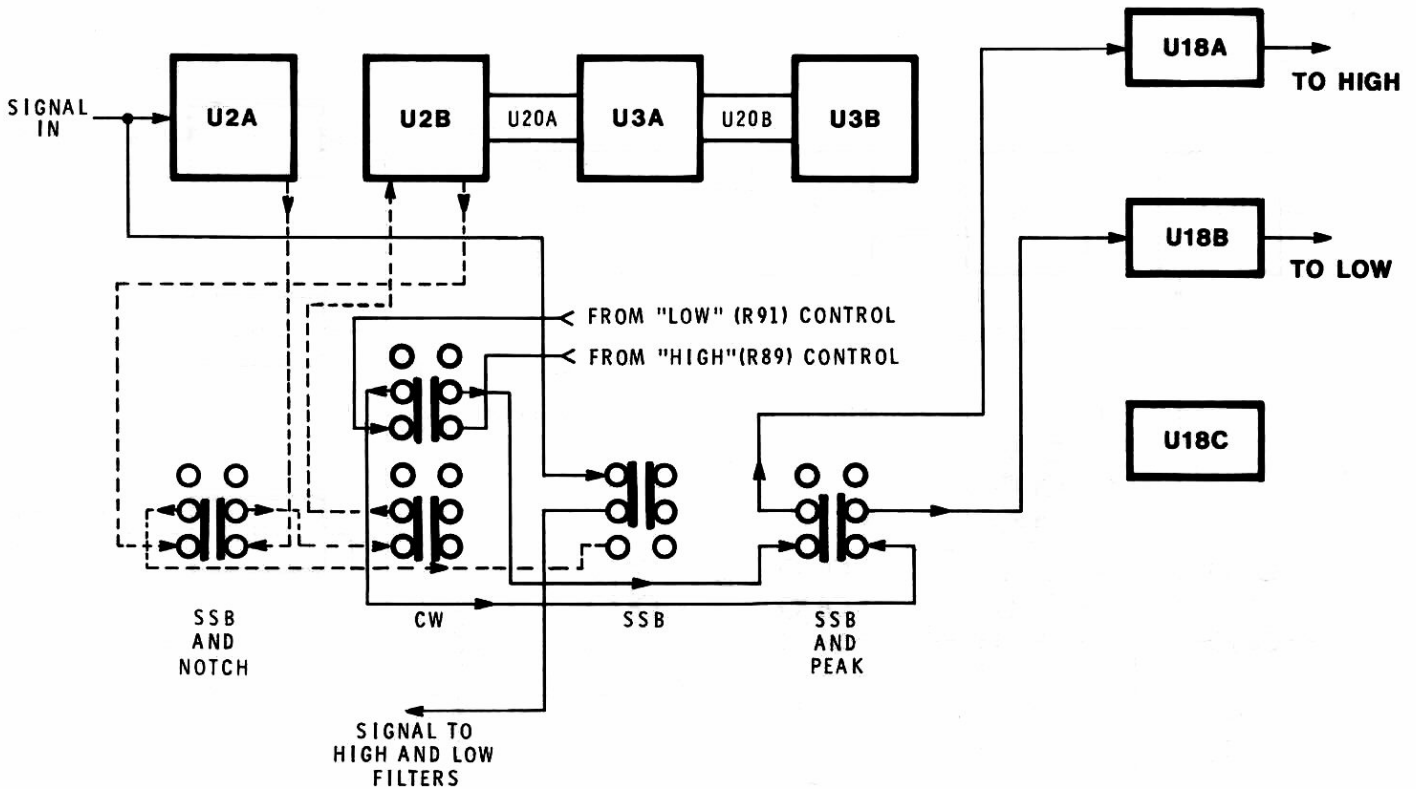 SIGNAL
IN
U2A
U2B
U20A
U3A
U20B
U3B
U18A
TO HIGH
U18B
TO LOW
U18C
FROM "LOW" (R91) CONTROL
FROM "HIGH"(R89) CONTROL
SSB
AND
NOTCH
CW
SSB
SSB
AND
PEAK
SIGNAL TO
HIGH AND LOW
FILTERS